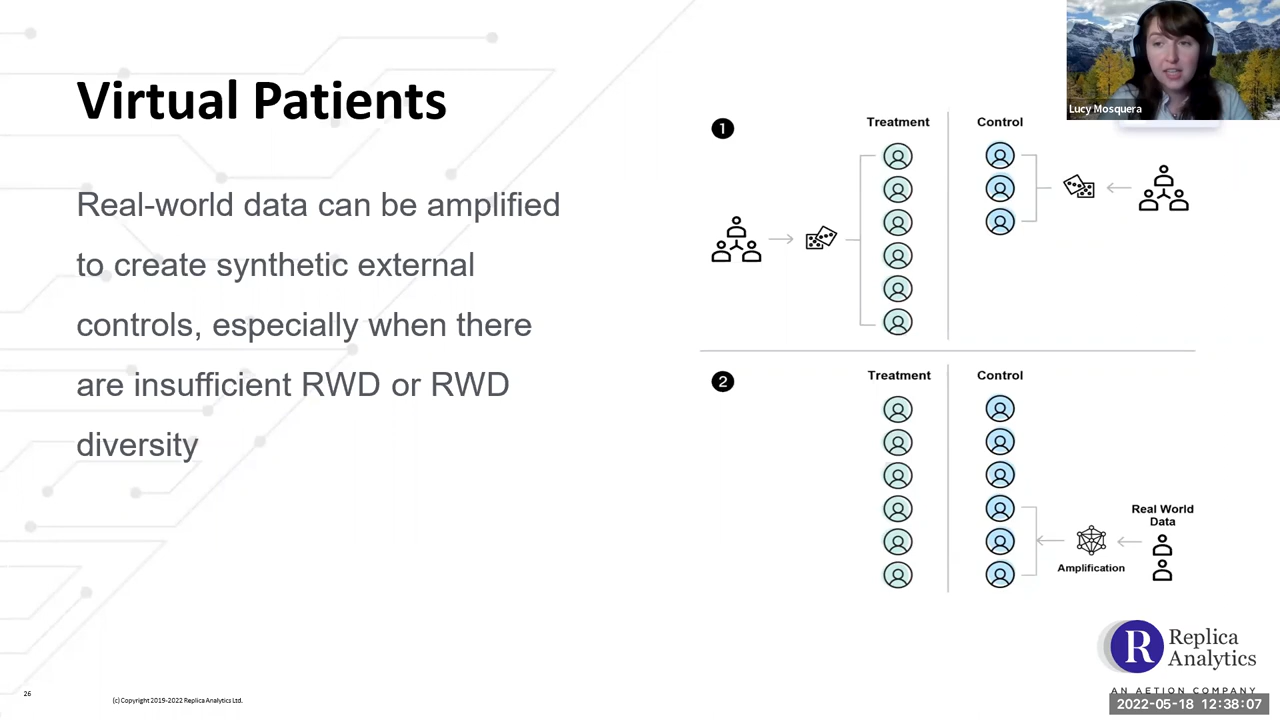 Virtual Patients
Real-world data can be amplified
to create synthetic external
controls, especially when there
are insufficient RWD or RWD
diversity
1
Treatment
Control
2
Treatment
Control
Real World
Data
Amplification
Lucy Mosquera
R
Replica
Analytics
AN AETION COMPANY
2022-05-18 12:38:07
26
(c) Copyright 2019-2022 Replica Analytics Ltd.